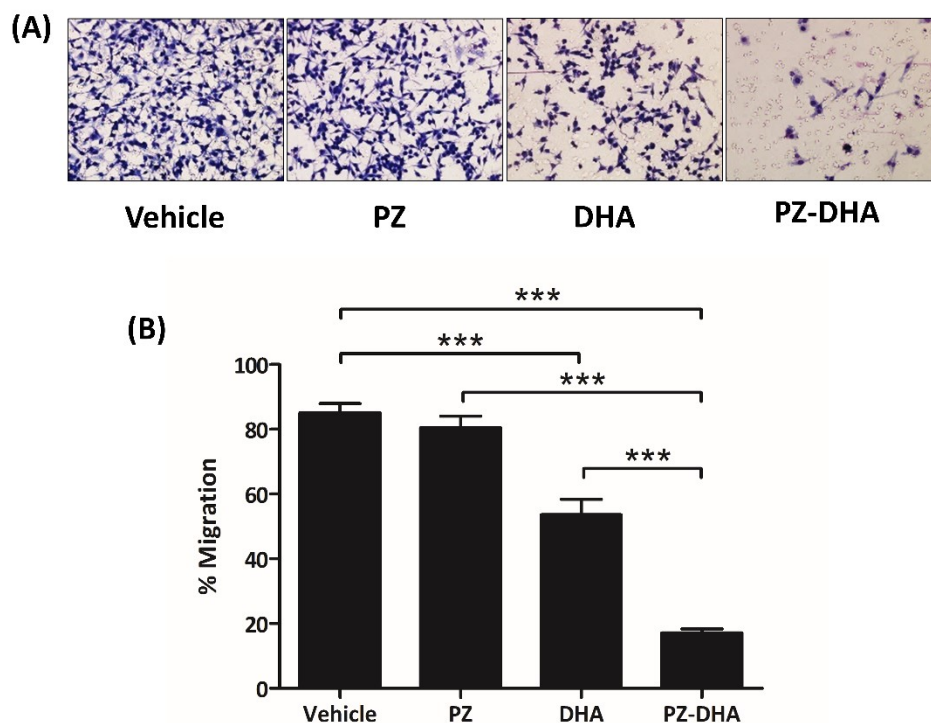 (A)
Vehicle PZ DHA PZ-DHA
(B)
***
***
***
***
100
80
60
40
20
0
% Migration
Vehicle PZ DHA PZ-DHA